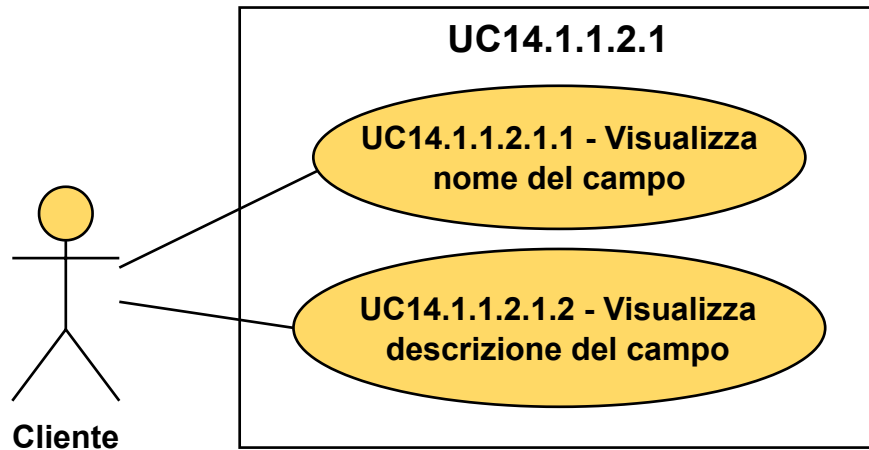 UC14.1.1.2.1
UC14.1.1.2.1.1 - Visualizza
nome del campo
UC14.1.1.2.1.2 - Visualizza
descrizione del campo
Cliente